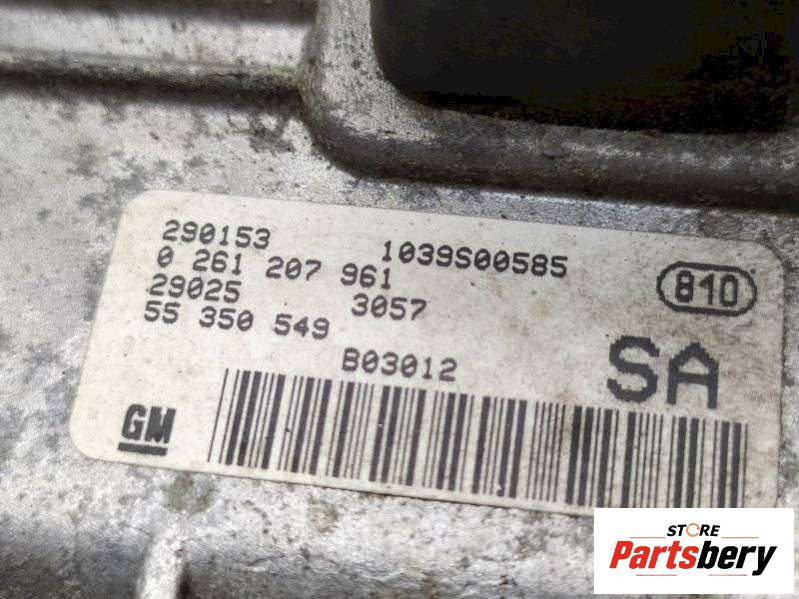 290153 1039S00585
0 261 207 961
810
29025 3057
55 350 549
B03012 SA
GM
STORE
Partsbery